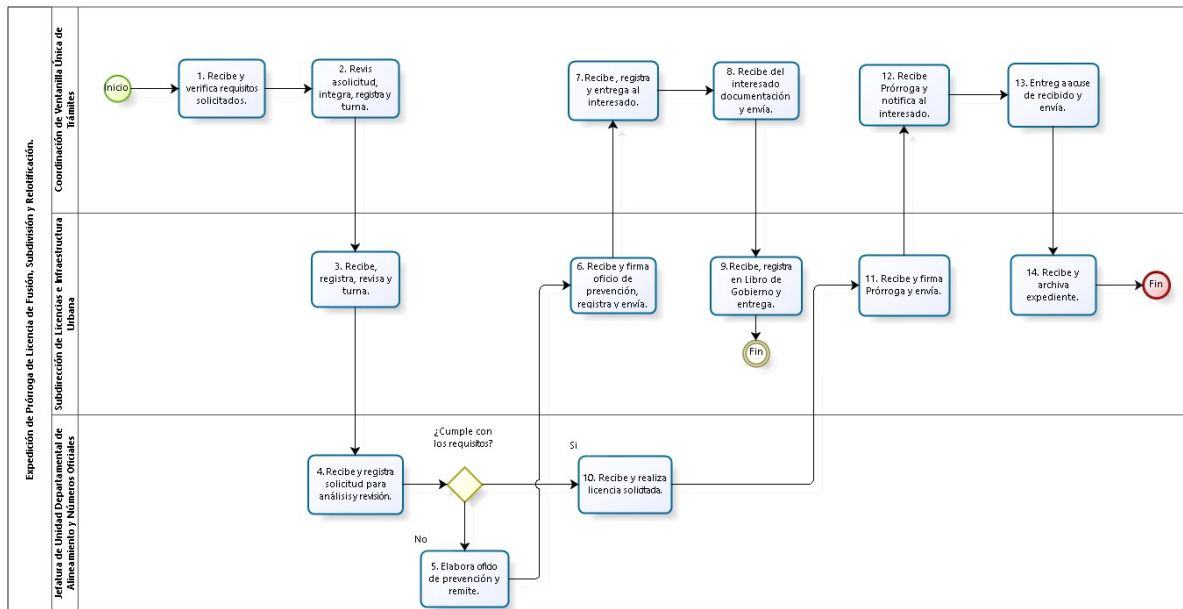 Expedición de Prórroga de Licencia de Fusión, Subdivisión y Relotificación.
Coordinación de Ventanilla Única de
Trámites
Inicio
1. Recibe y
verifica requisitos
solicitados.
2. Revis
asolicitud,
integra, registra y
turna.
7. Recibe , registra
y entrega al
interesado.
8. Recibe del
interesado
documentación
y envía.
12. Recibe
Prórroga y
notifica al
interesado.
13. Entreg a acuse
de recibido y
envía.
Subdirección de Licencias e Infraestructura
Urbana
3. Recibe,
registra, revisa y
turna.
6. Recibe y firma
oficio de
prevención,
registra y envía.
9. Recibe, registra
en Libro de
Gobierno y
entrega.
Fin
11. Recibe y firma
Prórroga y envía.
14. Recibe y
archiva
expediente.
Fin
Jefatura de Unidad Departamental de
Alineamiento y Números Oficiales
4. Recibe y registra
solicitud para
análisis y revisión.
¿Cumple con
los requisitos?
Si
No
10. Recibe y realiza
licencia solicitada.
5. Elabora oficio
de prevención y
remite.